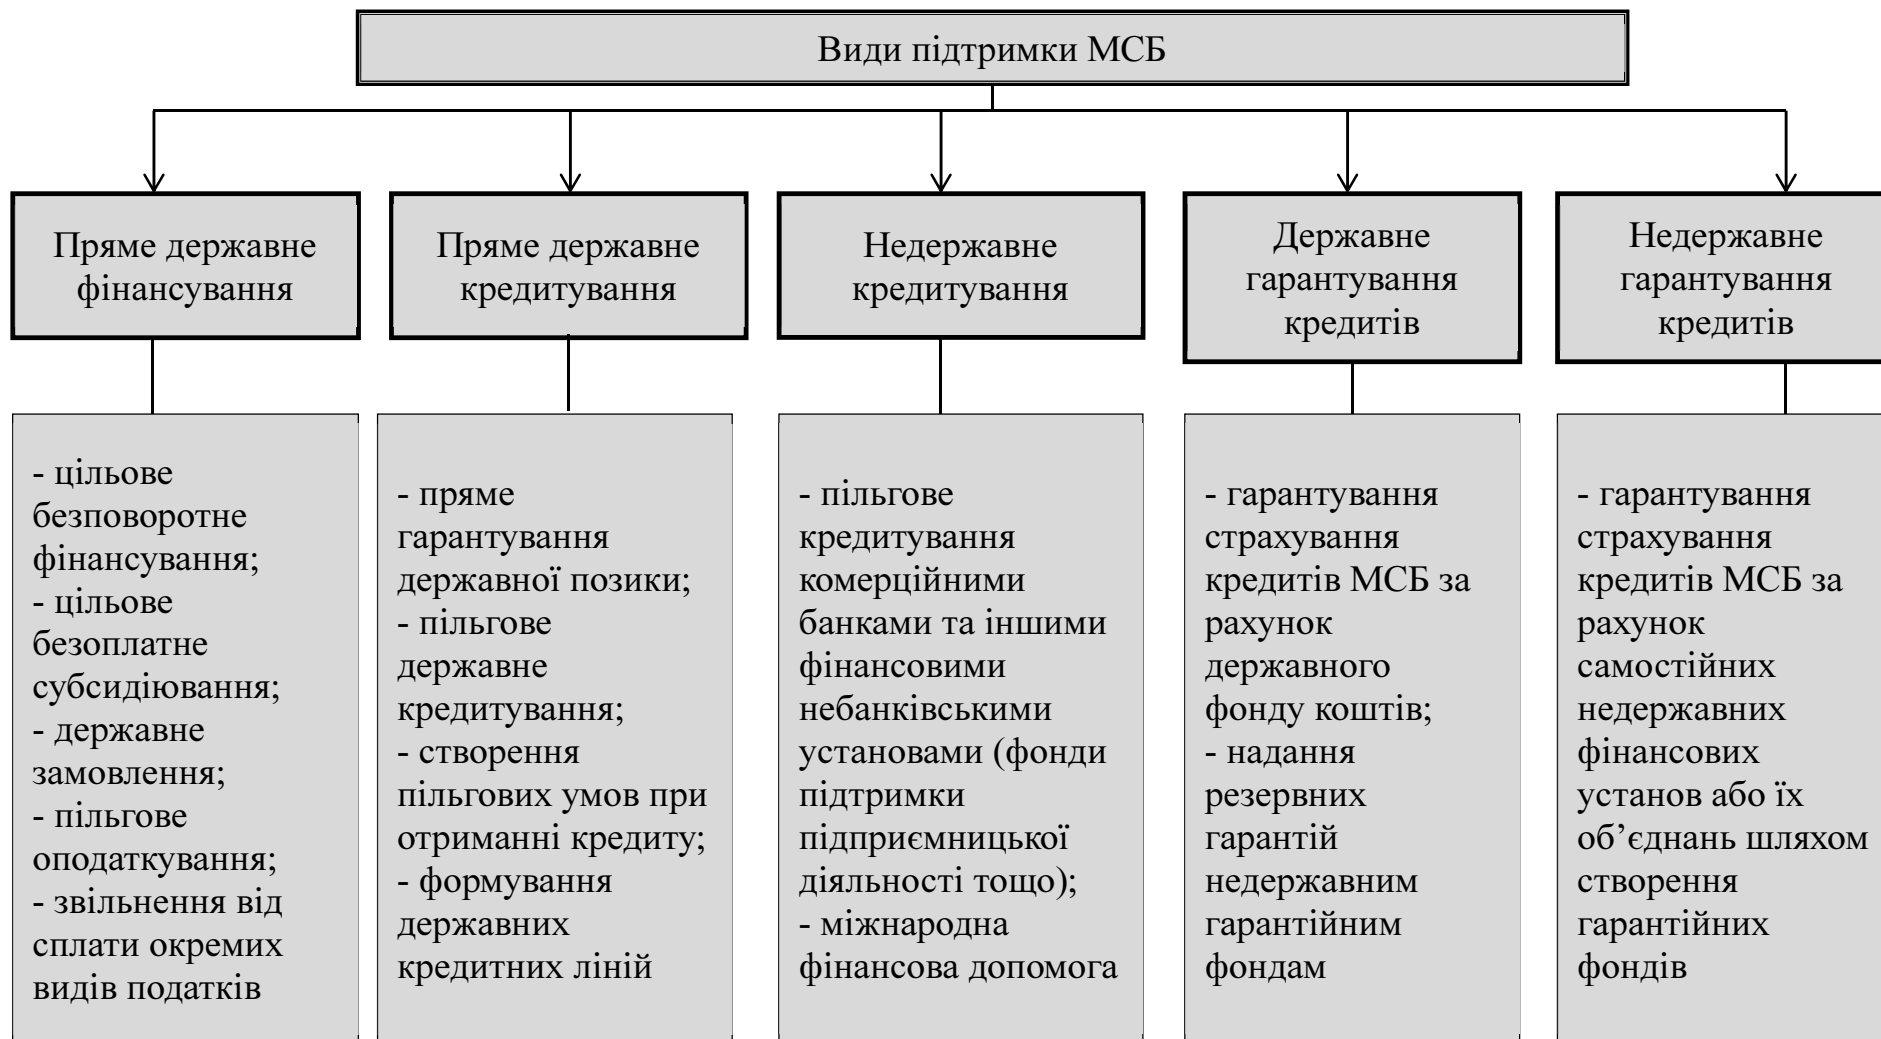 Види підтримки МСБ
Пряме державне
фінансування
Пряме державне
кредитування
Недержавне
кредитування
Державне
гарантування
кредитів
Недержавне
гарантування
кредитів
- цільове
безповоротне
фінансування;
- цільове
безоплатне
субсидіювання;
- державне
замовлення;
- пільгове
оподаткування;
- звільнення від
сплати окремих
видів податків
- пряме
гарантування
державної позики;
- пільгове
державне
кредитування;
- створення
пільгових умов при
отриманні кредиту;
- формування
державних
кредитних ліній
- пільгове
кредитування
комерційними
банками та іншими
фінансовими
небанківськими
установами (фонди
підтримки
підприємницької
діяльності тощо);
- міжнародна
фінансова допомога
- гарантування
страхування
кредитів МСБ за
рахунок
державного
фонду коштів;
- надання
резервних
гарантій
недержавним
гарантійним
фондам
- гарантування
страхування
кредитів МСБ за
рахунок
самостійних
недержавних
фінансових
установ або їх
об’єднань шляхом
створення
гарантійних
фондів